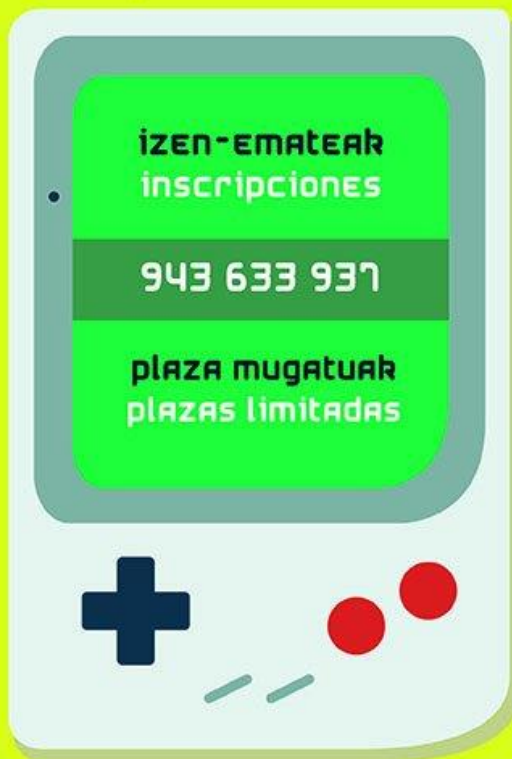 izen-emateak
inscripciones
943 633 937
plaza mugatuak
plazas limitadas